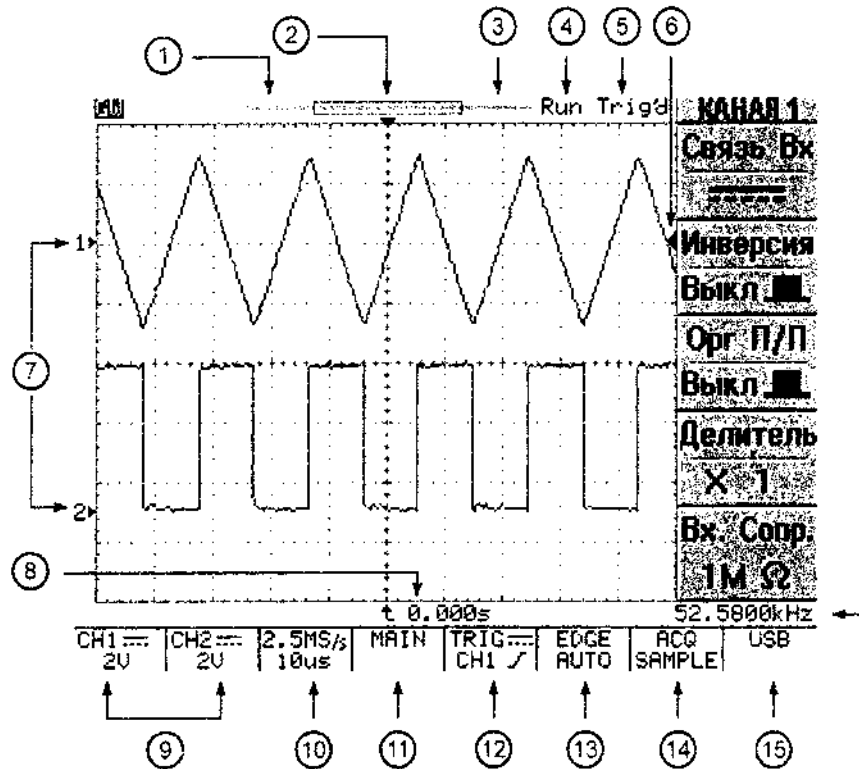 1 2 3 4 5 6
Run Trig'd
КАНАЛ 1
Связь Вх
1
Инверсия
Выкл
7
Орг П/П
Выкл
Делитель
X 1
2
Вх. Сопр.
1M Ω
8
t 0.000s 52.5800kHz
CH1 CH2 2.5MS/s MAIN TRIG EDGE ACQ USB
2V 2V 10us CH1 AUTO SAMPLE
9 10 11 12 13 14 15